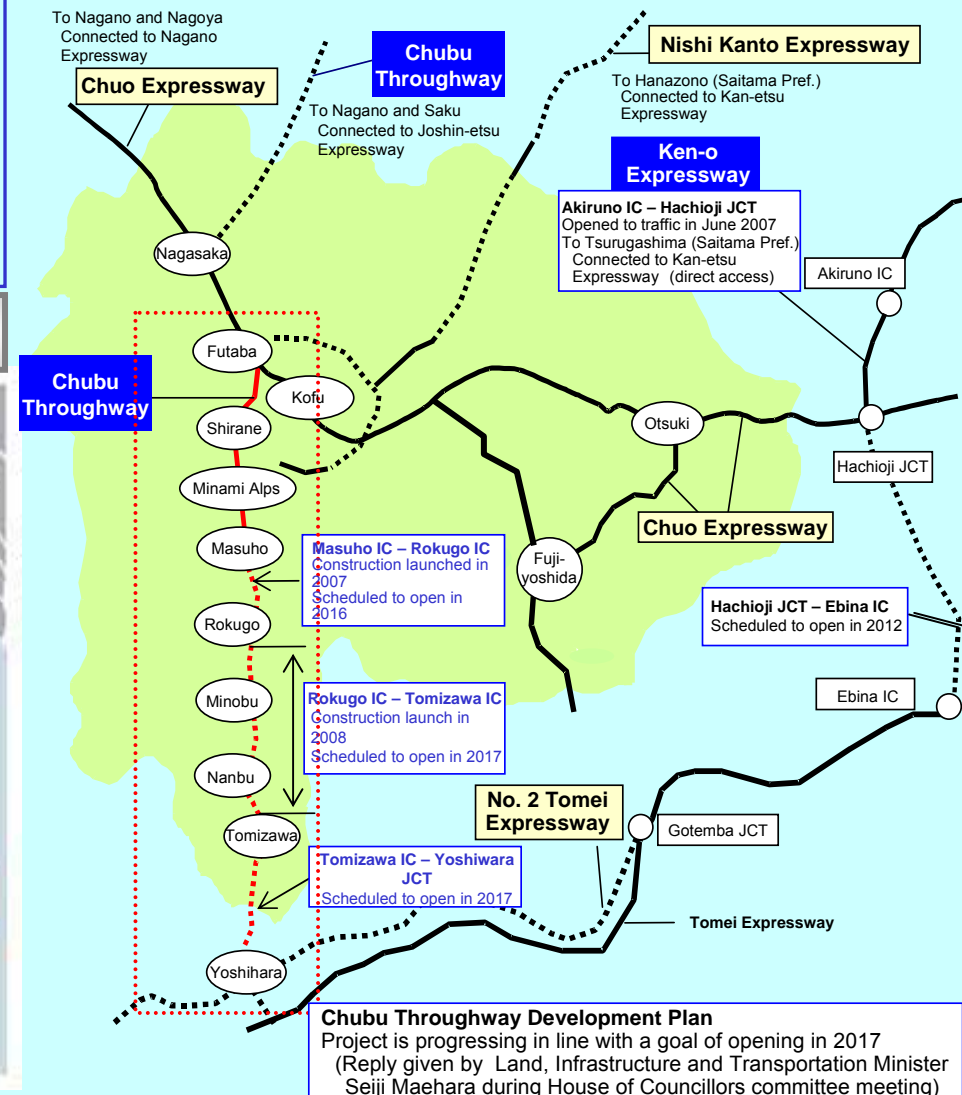 To Nagano and Nagoya
Connected to Nagano
Expressway
Chuo Expressway
Chubu
Throughway
To Nagano and Saku
Connected to Joshin-etsu
Expressway
Nishi Kanto Expressway
To Hanazono (Saitama Pref.)
Connected to Kan-etsu
Expressway
Ken-o
Expressway
Akiruno IC – Hachioji JCT
Opened to traffic in June 2007
To Tsurugashima (Saitama Pref.)
Connected to Kan-etsu
Expressway (direct access)
Akiruno IC
Nagasaka
Futaba
Chubu
Throughway
Kofu
Shirane
Otsuki
Hachioji JCT
Minami Alps
Chuo Expressway
Masuho
Masuho IC – Rokugo IC
Construction launched in
2007
Scheduled to open in
2016
Fuji-
yoshida
Hachioji JCT – Ebina IC
Scheduled to open in 2012
Rokugo
Minobu
Rokugo IC – Tomizawa IC
Construction launch in
2008
Scheduled to open in 2017
Ebina IC
Nanbu
No. 2 Tomei
Expressway
Gotemba JCT
Tomizawa
Tomizawa IC – Yoshiwara
JCT
Scheduled to open in 2017
Tomei Expressway
Yoshihara
Chubu Throughway Development Plan
Project is progressing in line with a goal of opening in 2017
(Reply given by Land, Infrastructure and Transportation Minister
Seiji Maehara during House of Councillors committee meeting)